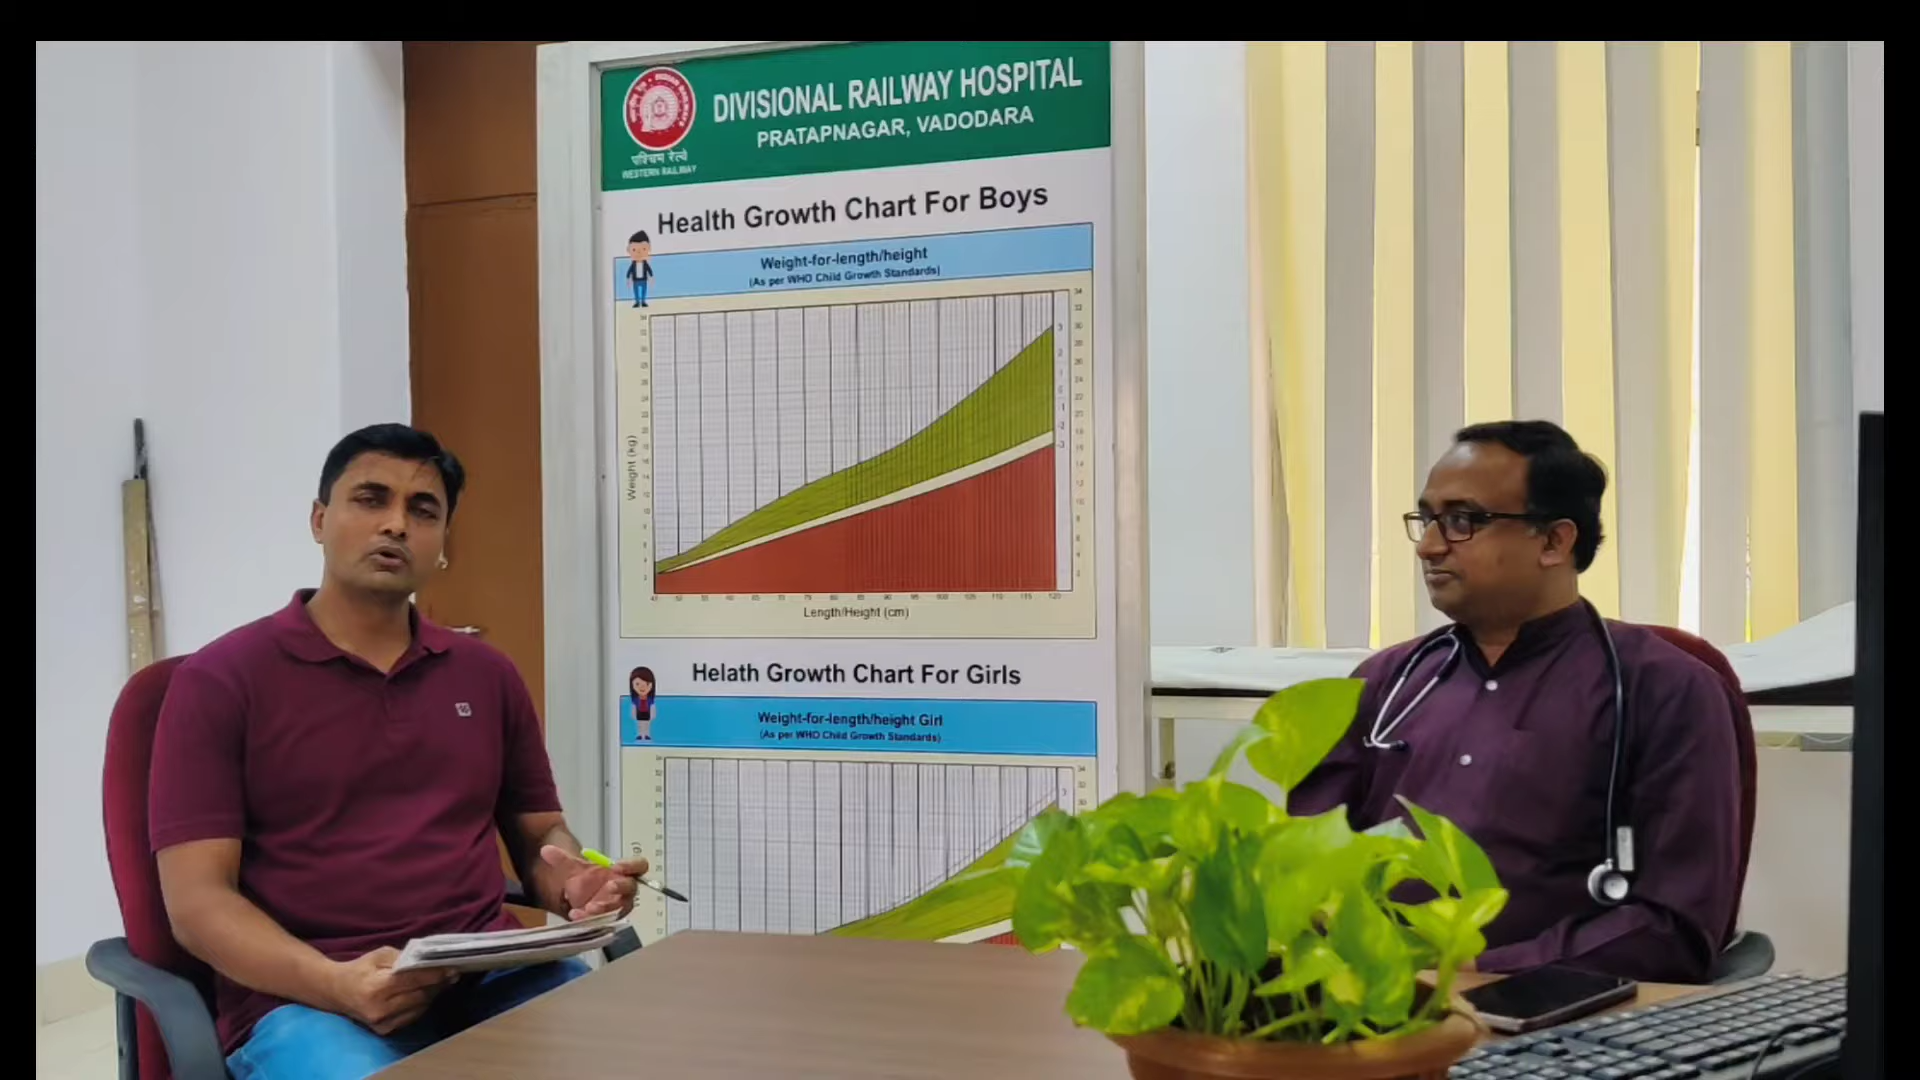 DIVISIONAL RAILWAY HOSPITAL
PRATAPNAGAR, VADODARA
पश्चिम रेल्वे
WESTERN RAILWAY
Health Growth Chart For Boys
Weight-for-length/height
(As per WHO Child Growth Standards)
Weight (kg)
Length/Height (cm)
Helath Growth Chart For Girls
Weight-for-length/height Girl
(As per WHO Child Growth Standards)